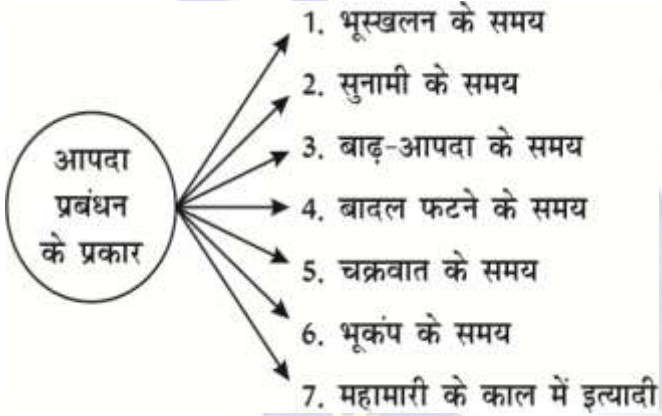 आपदा
प्रबंधन
के प्रकार
1. भूस्खलन के समय
2. सुनामी के समय
3. बाढ़-आपदा के समय
4. बादल फटने के समय
5. चक्रवात के समय
6. भूकंप के समय
7. महामारी के काल में इत्यादी